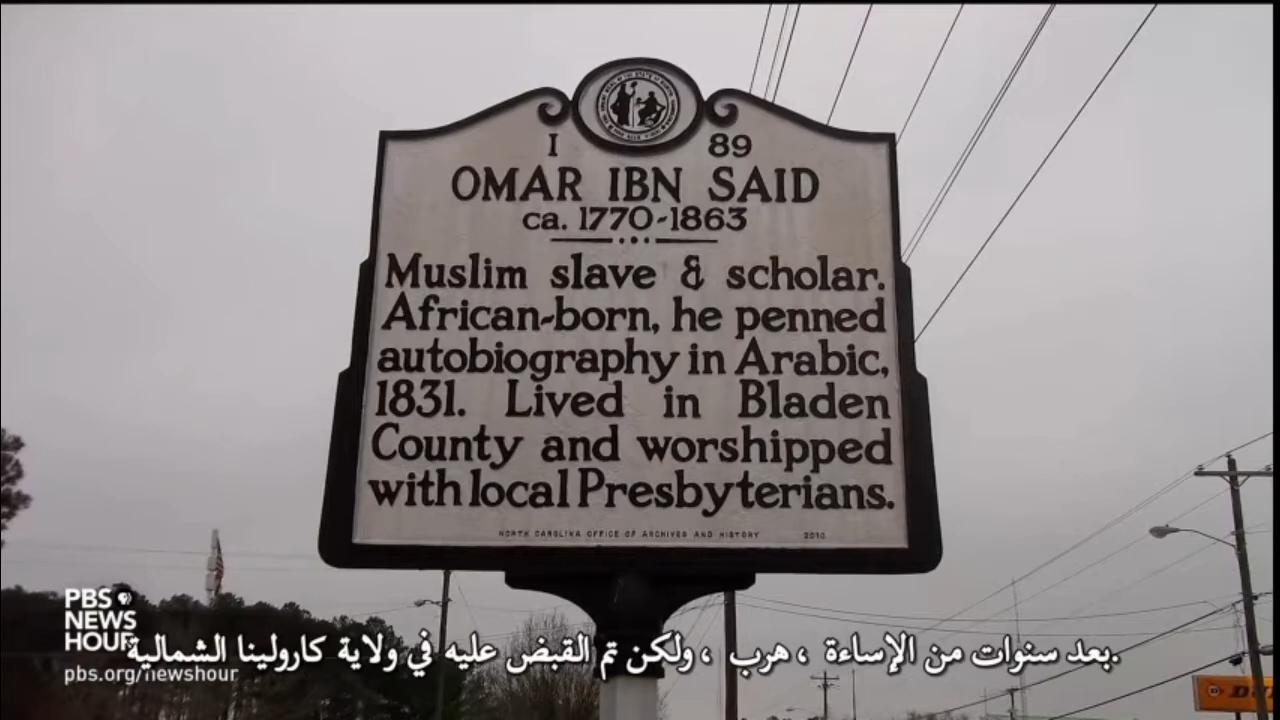 I 89
OMAR IBN SAID
ca. 1770-1863
Muslim slave & scholar.
African-born, he penned
autobiography in Arabic,
1831. Lived in Bladen
County and worshipped
with local Presbyterians.
NORTH CAROLINA OFFICE OF ARCHIVES AND HISTORY 2010
PBS
NEWS
HOUR
pbs.org/newshour
بعد سنوات من الإساءة ، هرب ، ولكن تم القبض عليه في ولاية كارولينا الشمالية.